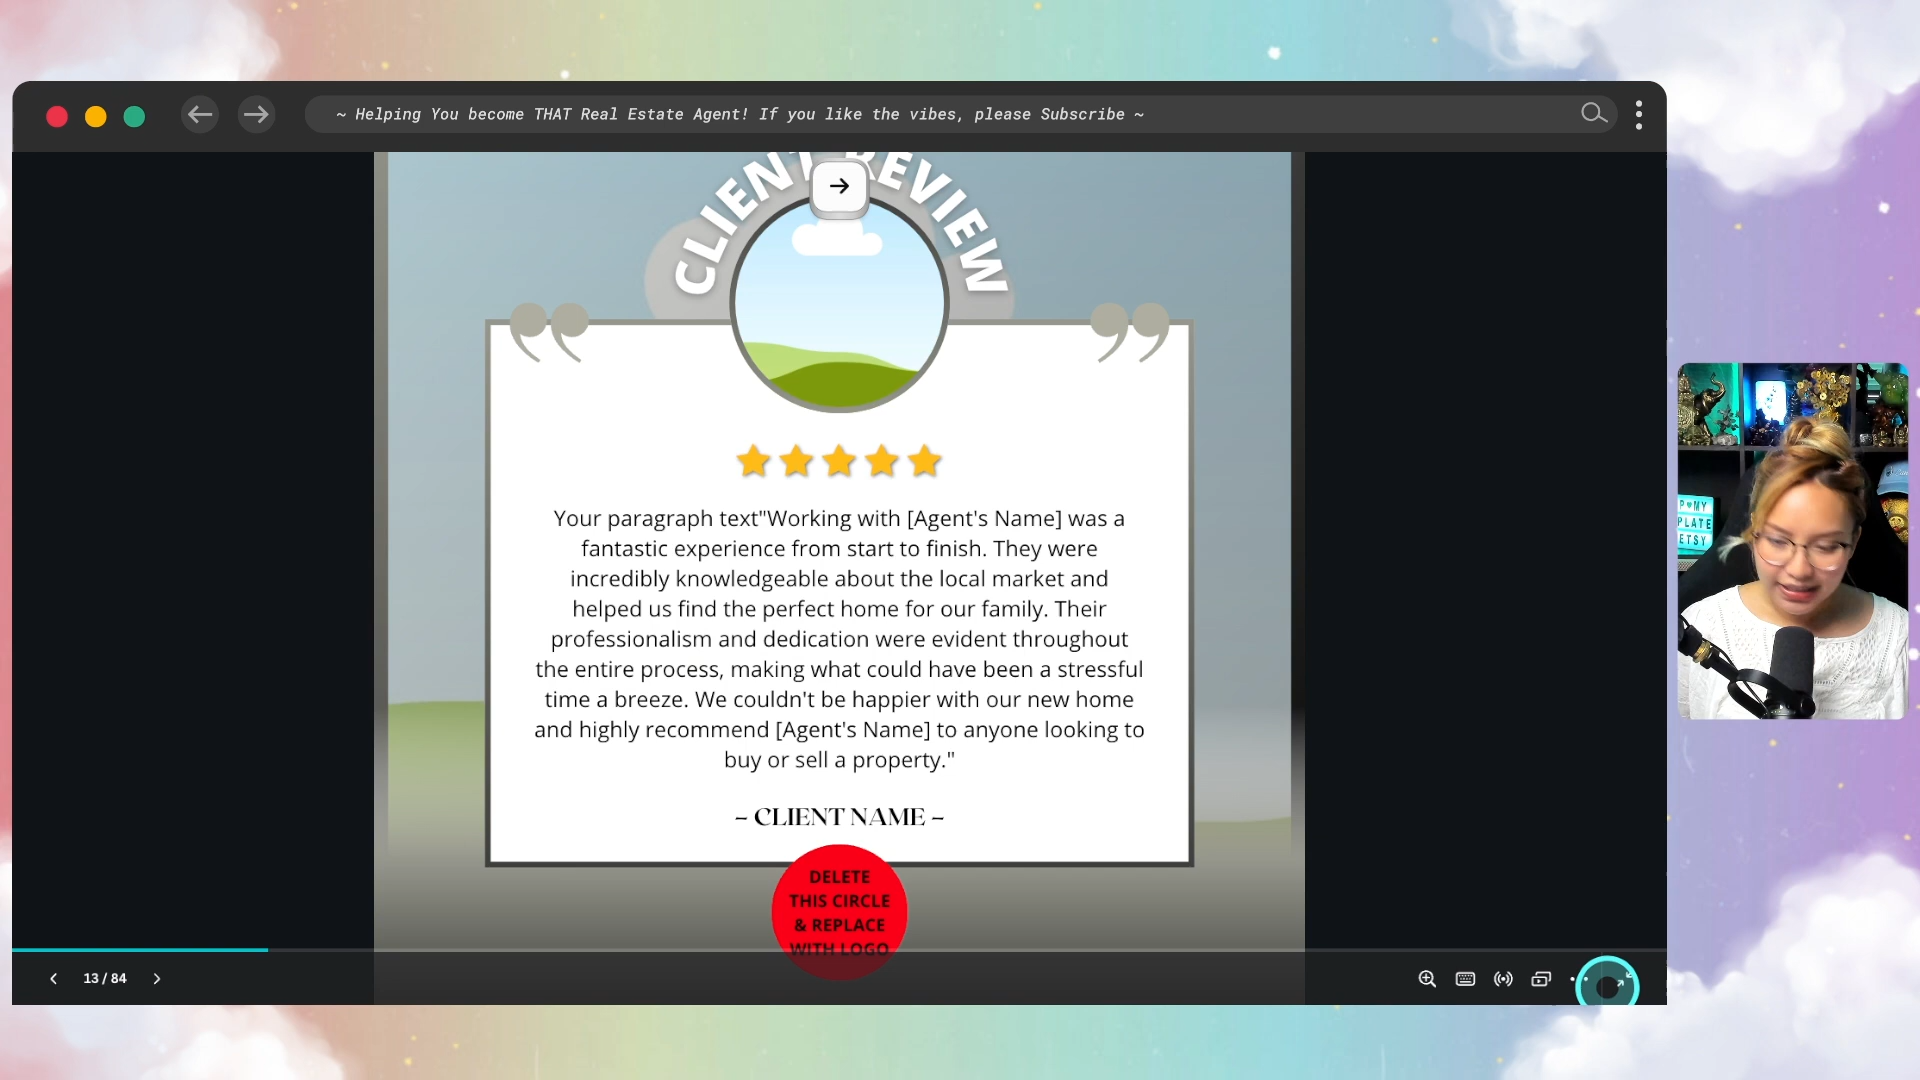 ~ Helping You become THAT Real Estate Agent! If you like the vibes, please Subscribe ~
CLIENT REVIEW
Your paragraph text"Working with [Agent's Name] was a
fantastic experience from start to finish. They were
incredibly knowledgeable about the local market and
helped us find the perfect home for our family. Their
professionalism and dedication were evident throughout
the entire process, making what could have been a stressful
time a breeze. We couldn't be happier with our new home
and highly recommend [Agent's Name] to anyone looking to
buy or sell a property."
~ CLIENT NAME ~
DELETE
THIS CIRCLE
& REPLACE
WITH LOGO
13 / 84
P♥MY
PLATE
ETSY